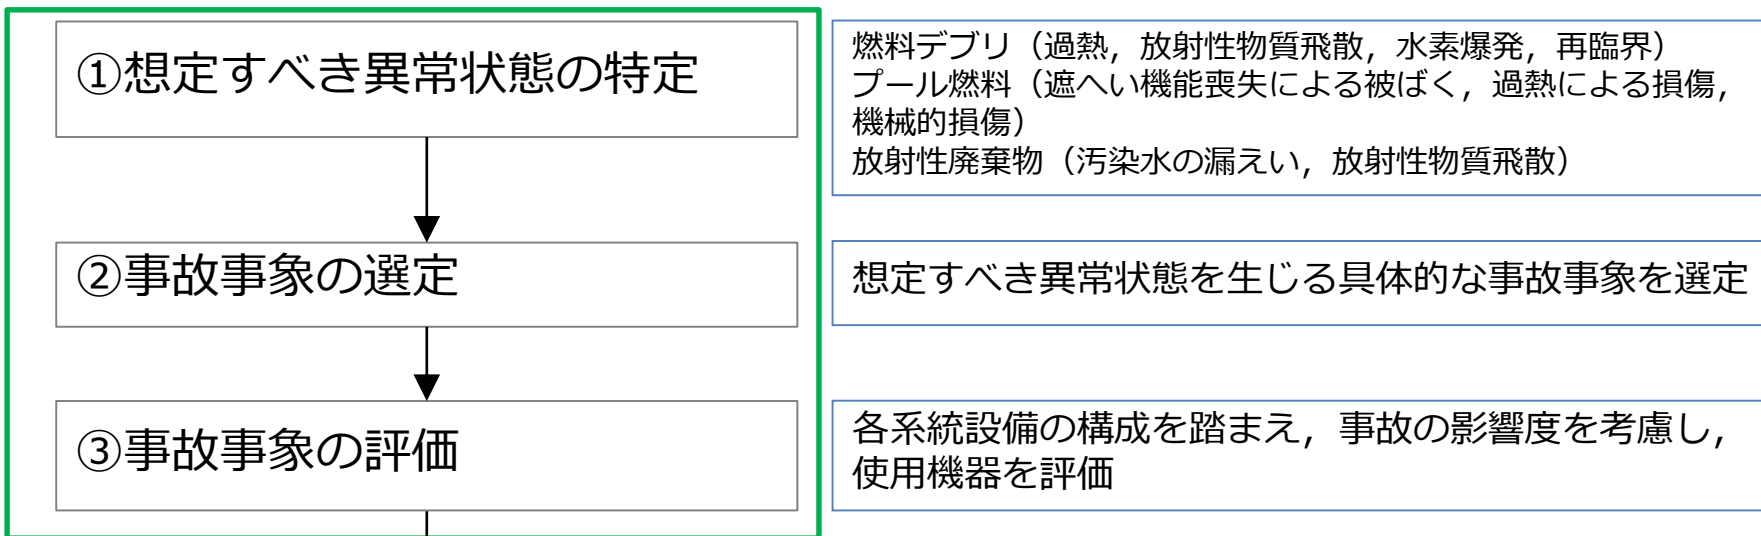 ①想定すべき異常状態の特定
燃料デブリ（過熱，放射性物質飛散，水素爆発，再臨界）
プール燃料（遮へい機能喪失による被ばく，過熱による損傷，
機械的損傷）
放射性廃棄物（汚染水の漏えい，放射性物質飛散）
②事故事象の選定
想定すべき異常状態を生じる具体的な事故事象を選定
③事故事象の評価
各系統設備の構成を踏まえ，事故の影響度を考慮し，
使用機器を評価